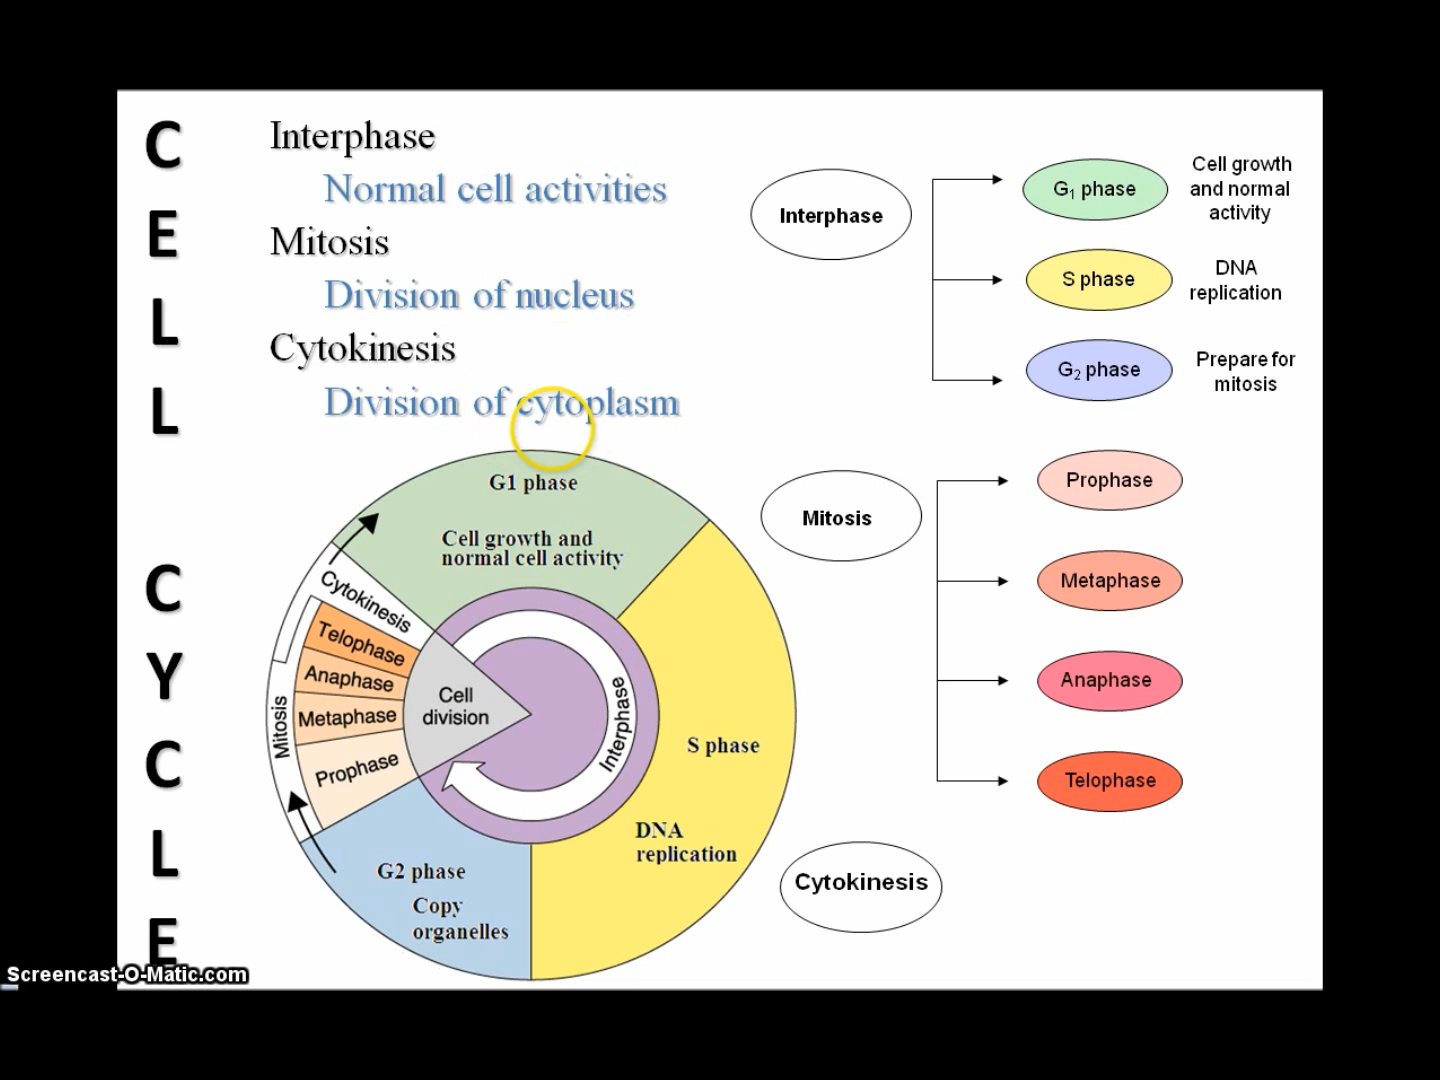 CELL CYCLE
Interphase
Normal cell activities
Mitosis
Division of nucleus
Cytokinesis
Division of cytoplasm
G1 phase
Cell growth and
normal cell activity
S phase
DNA
replication
G2 phase
Copy
organelles
Mitosis
Prophase
Metaphase
Anaphase
Telophase
Cytokinesis
Cell
division
Interphase
Interphase
G₁ phase
Cell growth
and normal
activity
S phase
DNA
replication
G₂ phase
Prepare for
mitosis
Mitosis
Prophase
Metaphase
Anaphase
Telophase
Cytokinesis
Screencast-O-Matic.com